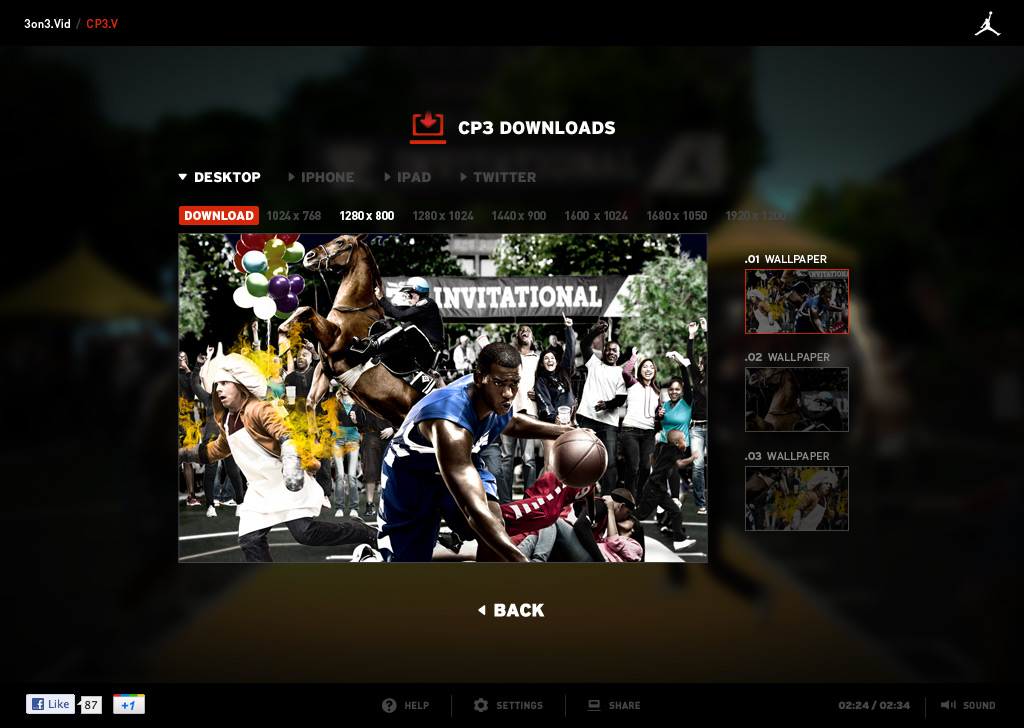 3on3.Vid / CP3.V
CP3 DOWNLOADS
DESKTOP IPHONE IPAD TWITTER
DOWNLOAD 1024 x 768 1280 x 800 1280 x 1024 1440 x 900 1600 x 1024 1680 x 1050 1920 x 1200
INVITATIONAL
.01 WALLPAPER
INVITATIONAL
.02 WALLPAPER
.03 WALLPAPER
BACK
Like 87 +1 HELP SETTINGS SHARE 02:24 / 02:34 SOUND